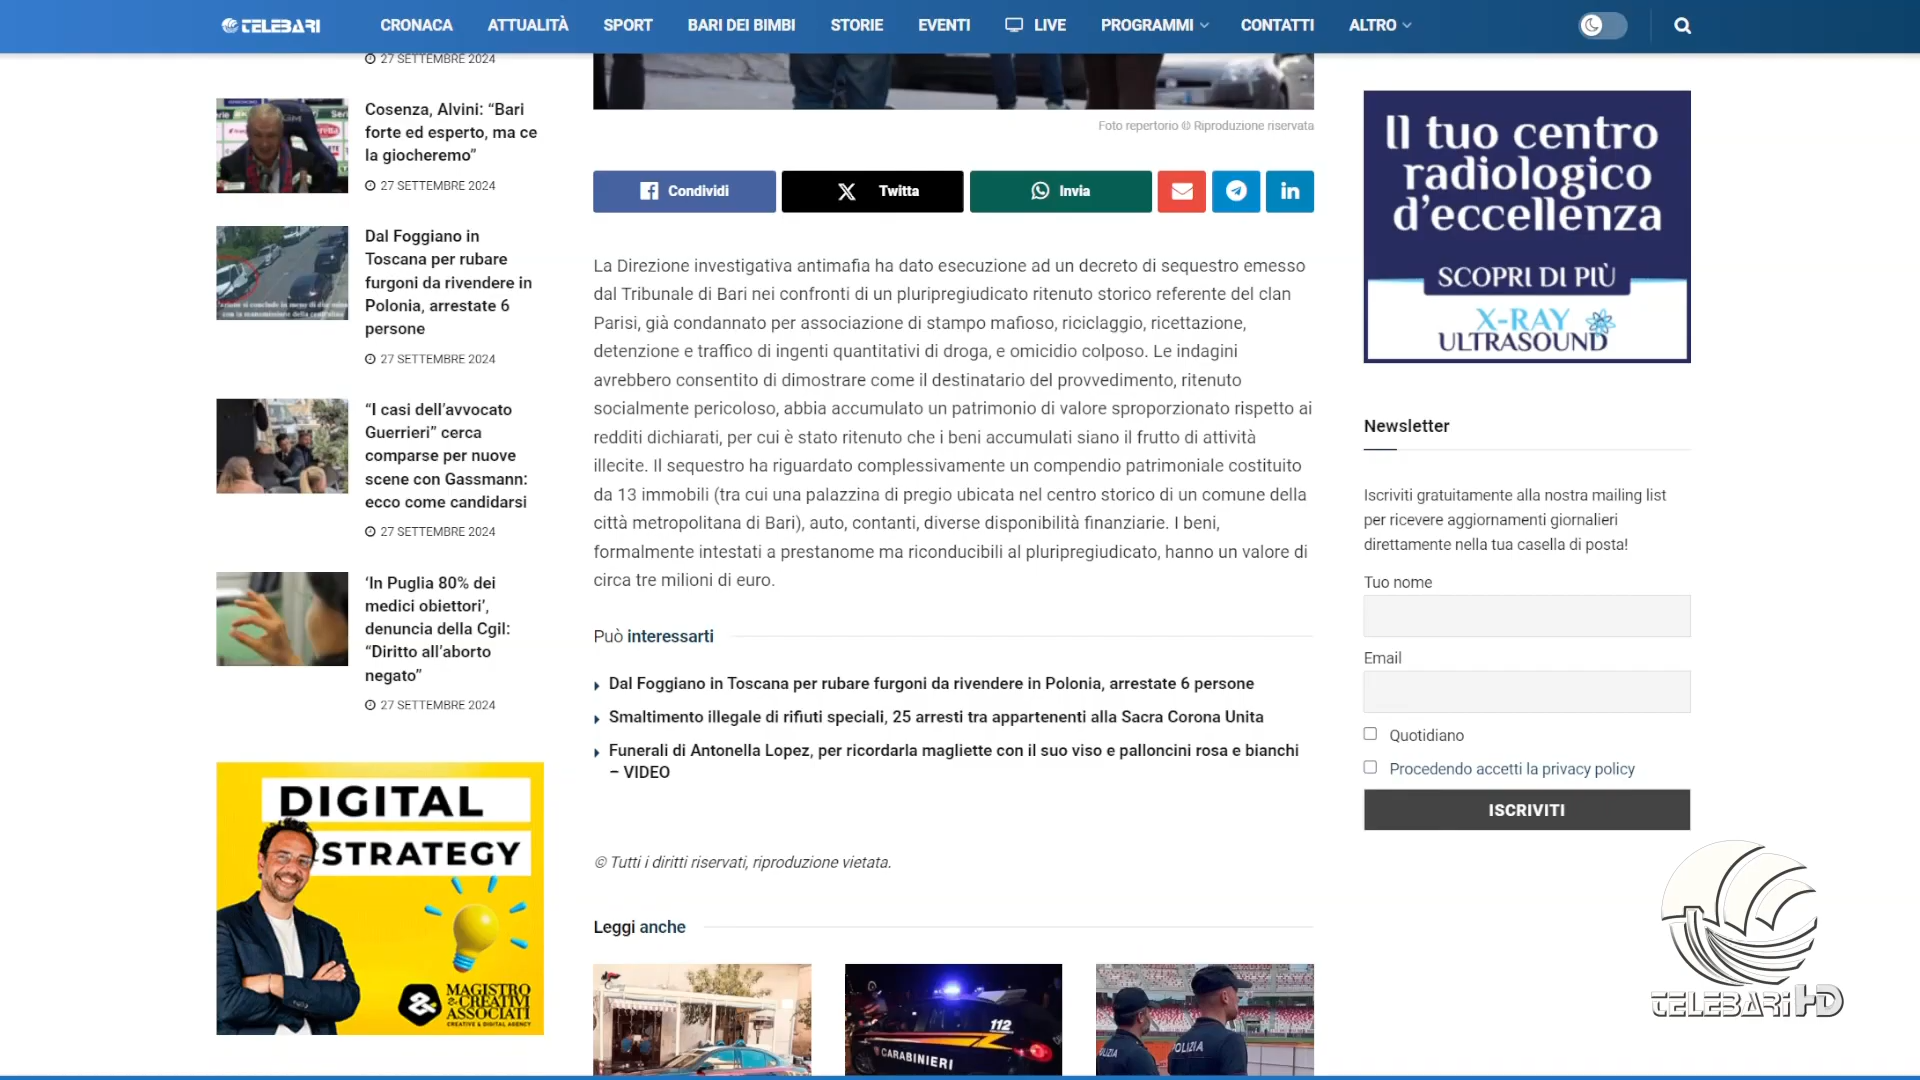 TELEBARI
CRONACA ATTUALITÀ SPORT BARI DEI BIMBI STORIE EVENTI LIVE PROGRAMMI CONTATTI ALTRO
27 SETTEMBRE 2024
Cosenza, Alvini: “Bari
forte ed esperto, ma ce
la giocheremo”
27 SETTEMBRE 2024
Dal Foggiano in
Toscana per rubare
furgoni da rivendere in
Polonia, arrestate 6
persone
27 SETTEMBRE 2024
“I casi dell’avvocato
Guerrieri” cerca
comparse per nuove
scene con Gassmann:
ecco come candidarsi
27 SETTEMBRE 2024
‘In Puglia 80% dei
medici obiettori’,
denuncia della Cgil:
“Diritto all’aborto
negato”
27 SETTEMBRE 2024
DIGITAL
STRATEGY
MAGISTRO
& CREATIVI
ASSOCIATI
CREATIVE & DIGITAL AGENCY
Foto repertorio © Riproduzione riservata
Condividi Twitta Invia
La Direzione investigativa antimafia ha dato esecuzione ad un decreto di sequestro emesso
dal Tribunale di Bari nei confronti di un pluripregiudicato ritenuto storico referente del clan
Parisi, già condannato per associazione di stampo mafioso, riciclaggio, ricettazione,
detenzione e traffico di ingenti quantitativi di droga, e omicidio colposo. Le indagini
avrebbero consentito di dimostrare come il destinatario del provvedimento, ritenuto
socialmente pericoloso, abbia accumulato un patrimonio di valore sproporzionato rispetto ai
redditi dichiarati, per cui è stato ritenuto che i beni accumulati siano il frutto di attività
illecite. Il sequestro ha riguardato complessivamente un compendio patrimoniale costituito
da 13 immobili (tra cui una palazzina di pregio ubicata nel centro storico di un comune della
città metropolitana di Bari), auto, contanti, diverse disponibilità finanziarie. I beni,
formalmente intestati a prestanome ma riconducibili al pluripregiudicato, hanno un valore di
circa tre milioni di euro.
Può interessarti
Dal Foggiano in Toscana per rubare furgoni da rivendere in Polonia, arrestate 6 persone
Smaltimento illegale di rifiuti speciali, 25 arresti tra appartenenti alla Sacra Corona Unita
Funerali di Antonella Lopez, per ricordarla magliette con il suo viso e palloncini rosa e bianchi
– VIDEO
© Tutti i diritti riservati, riproduzione vietata.
Leggi anche
112
CARABINIERI
POLIZIA
Il tuo centro
radiologico
d’eccellenza
SCOPRI DI PIÙ
X-RAY
ULTRASOUND
Newsletter
Iscriviti gratuitamente alla nostra mailing list
per ricevere aggiornamenti giornalieri
direttamente nella tua casella di posta!
Tuo nome
Email
Quotidiano
Procedendo accetti la privacy policy
ISCRIVITI
TELEBARI HD